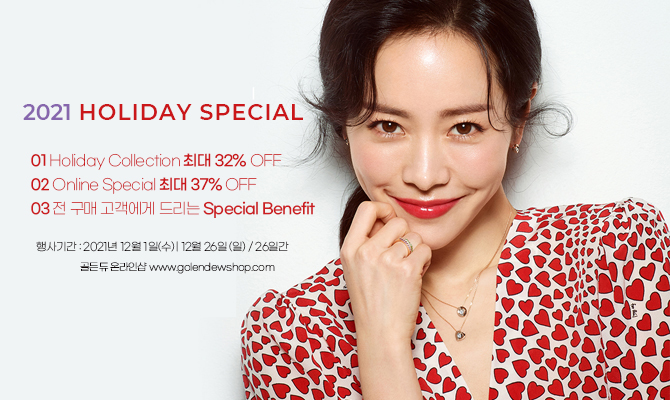 2021 HOLIDAY SPECIAL
01 Holiday Collection 최대 32% OFF
02 Online Special 최대 37% OFF
03 전 구매 고객에게 드리는 Special Benefit
행사기간 : 2021년 12월 1일(수) | 12월 26일 (일) / 26일간
골든듀 온라인샵 www.golendewshop.com